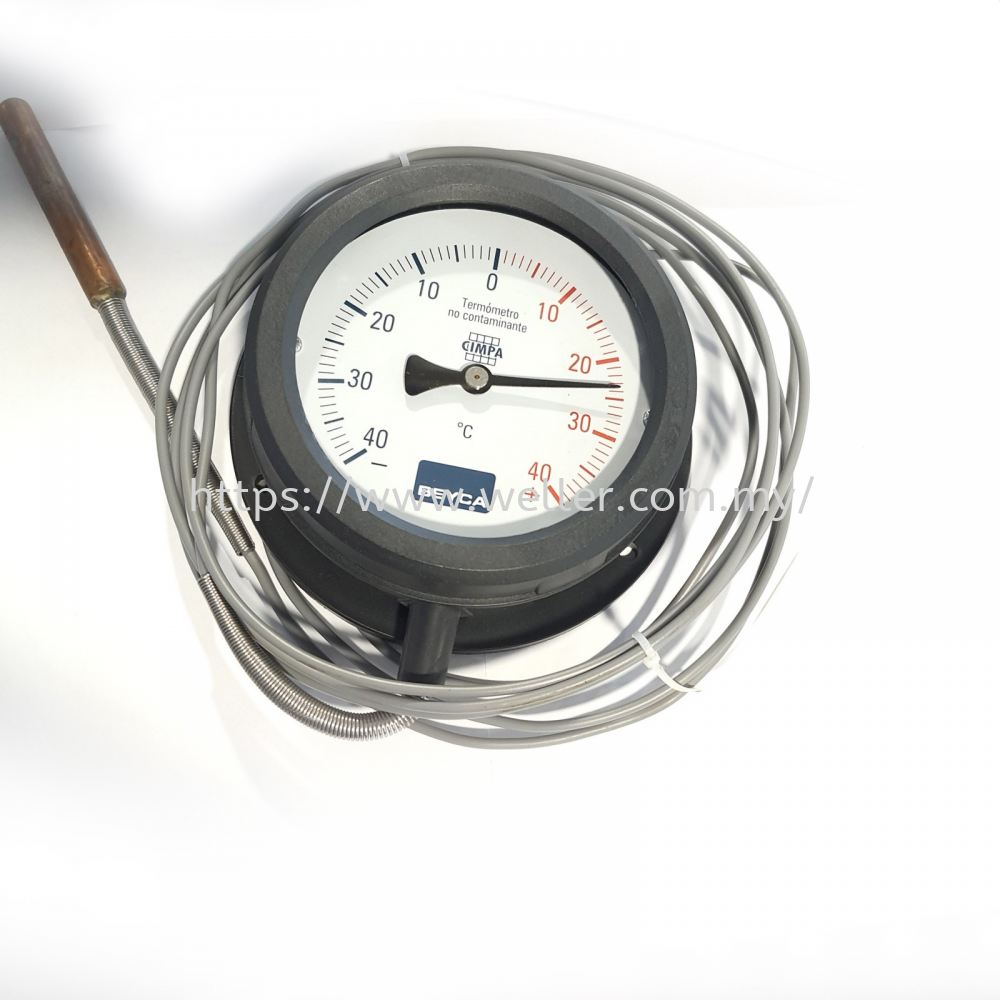 0
10
10
20
20
30
30
40
40
−
+
Termómetro
no contaminante
CIMPA
°C
https://www.weller.com.my/